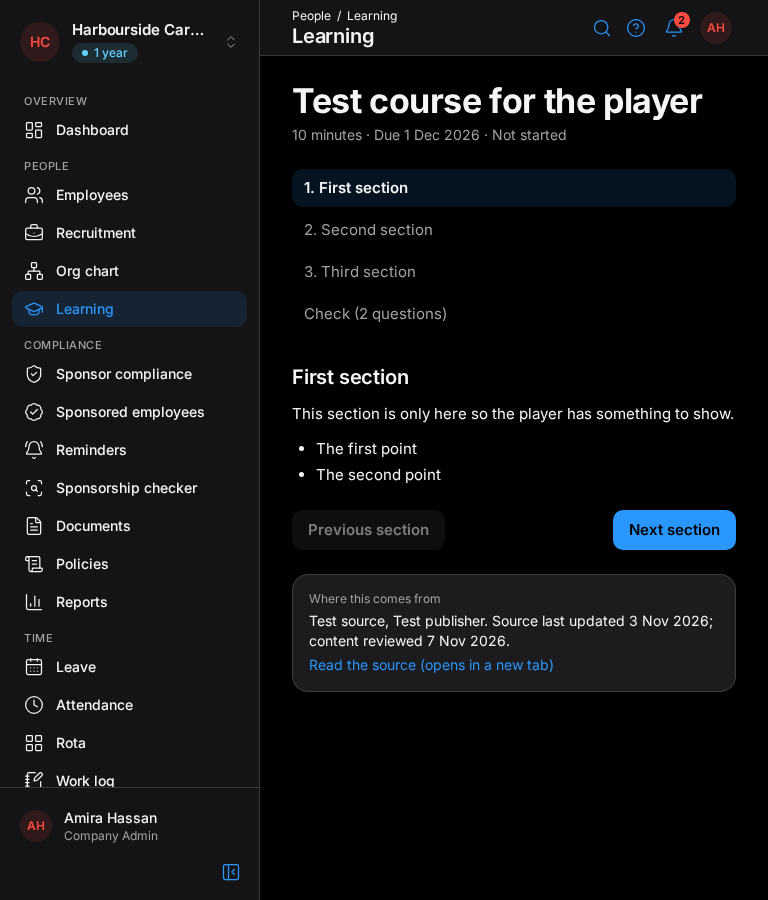 HC
Harbourside Car...
1 year
OVERVIEW
Dashboard
PEOPLE
Employees
Recruitment
Org chart
Learning
COMPLIANCE
Sponsor compliance
Sponsored employees
Reminders
Sponsorship checker
Documents
Policies
Reports
TIME
Leave
Attendance
Rota
Work log
AH
Amira Hassan
Company Admin
People / Learning
Learning
2
AH
Test course for the player
10 minutes · Due 1 Dec 2026 · Not started
1. First section
2. Second section
3. Third section
Check (2 questions)
First section
This section is only here so the player has something to show.
• The first point
• The second point
Previous section
Next section
Where this comes from
Test source, Test publisher. Source last updated 3 Nov 2026;
content reviewed 7 Nov 2026.
Read the source (opens in a new tab)